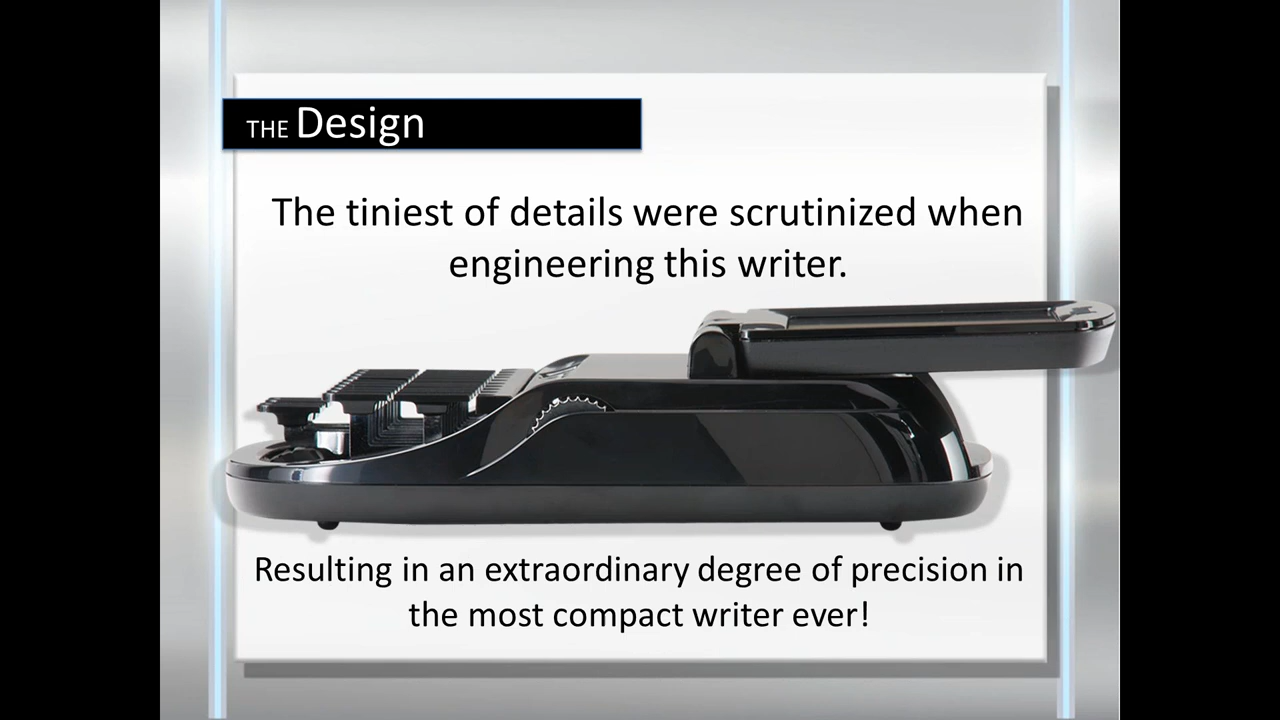 THE Design
The tiniest of details were scrutinized when
engineering this writer.
Resulting in an extraordinary degree of precision in
the most compact writer ever!